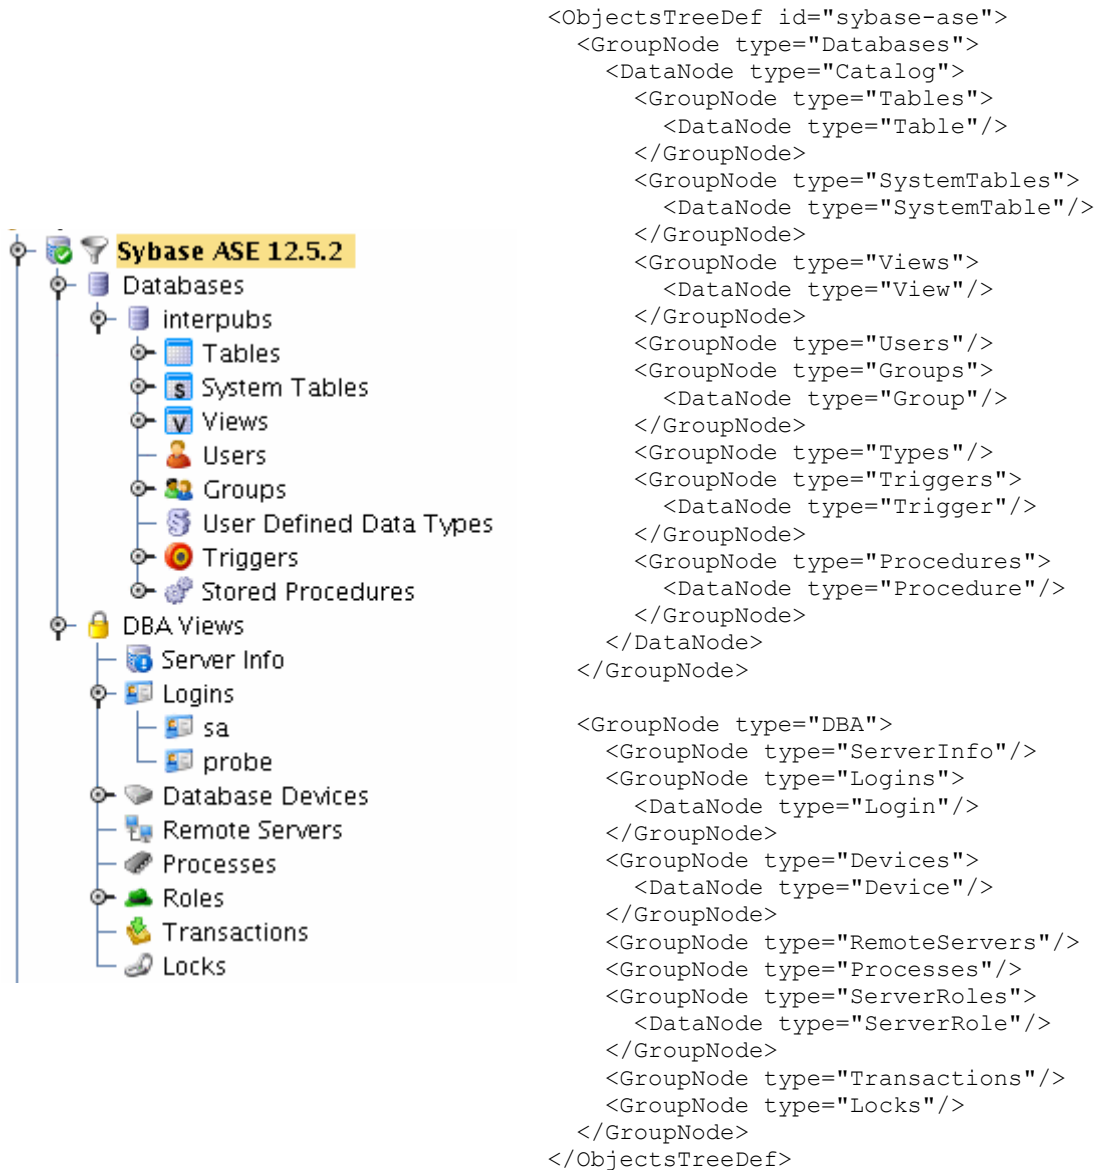 Sybase ASE 12.5.2
Databases
interpubs
Tables
System Tables
Views
Users
Groups
User Defined Data Types
Triggers
Stored Procedures
DBA Views
Server Info
Logins
sa
probe
Database Devices
Remote Servers
Processes
Roles
Transactions
Locks
<ObjectsTreeDef id="sybase-ase">
  <GroupNode type="Databases">
    <DataNode type="Catalog">
      <GroupNode type="Tables">
        <DataNode type="Table"/>
      </GroupNode>
      <GroupNode type="SystemTables">
        <DataNode type="SystemTable"/>
      </GroupNode>
      <GroupNode type="Views">
        <DataNode type="View"/>
      </GroupNode>
      <GroupNode type="Users"/>
      <GroupNode type="Groups">
        <DataNode type="Group"/>
      </GroupNode>
      <GroupNode type="Types"/>
      <GroupNode type="Triggers">
        <DataNode type="Trigger"/>
      </GroupNode>
      <GroupNode type="Procedures">
        <DataNode type="Procedure"/>
      </GroupNode>
    </DataNode>
  </GroupNode>

  <GroupNode type="DBA">
    <GroupNode type="ServerInfo"/>
    <GroupNode type="Logins">
      <DataNode type="Login"/>
    </GroupNode>
    <GroupNode type="Devices">
      <DataNode type="Device"/>
    </GroupNode>
    <GroupNode type="RemoteServers"/>
    <GroupNode type="Processes"/>
    <GroupNode type="ServerRoles">
      <DataNode type="ServerRole"/>
    </GroupNode>
    <GroupNode type="Transactions"/>
    <GroupNode type="Locks"/>
  </GroupNode>
</ObjectsTreeDef>